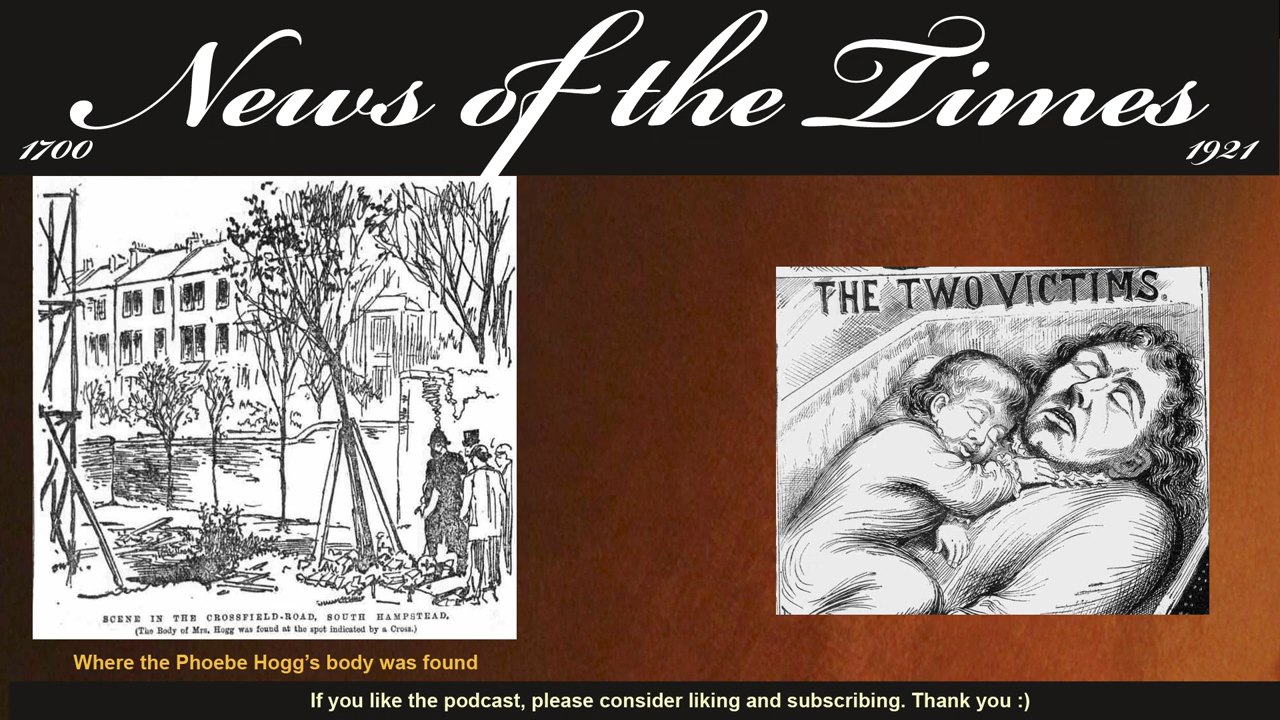 News of the Times
1700
1921
THE TWO VICTIMS.
SCENE IN THE CROSSFIELD-ROAD, SOUTH HAMPSTEAD.
(The Body of Mrs. Hogg was found at the spot indicated by a Cross.)
Where the Phoebe Hogg's body was found
If you like the podcast, please consider liking and subscribing. Thank you :)